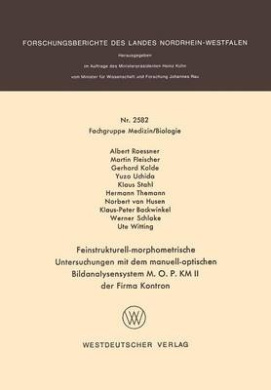 FORSCHUNGSBERICHTE DES LANDES NORDRHEIN-WESTFALEN
Herausgegeben
im Auftrage des Ministerpräsidenten Heinz Kühn
vom Minister für Wissenschaft und Forschung Johannes Rau
Nr. 2582
Fachgruppe Medizin/Biologie
Albert Roessner
Martin Fleischer
Gerhard Kolde
Yuzo Uchida
Klaus Stahl
Hermann Themann
Norbert van Husen
Klaus-Peter Backwinkel
Werner Schlake
Ute Witting
Feinstrukturell-morphometrische
Untersuchungen mit dem manuell-optischen
Bildanalysensystem M. O. P. KM II
der Firma Kontron
WESTDEUTSCHER VERLAG